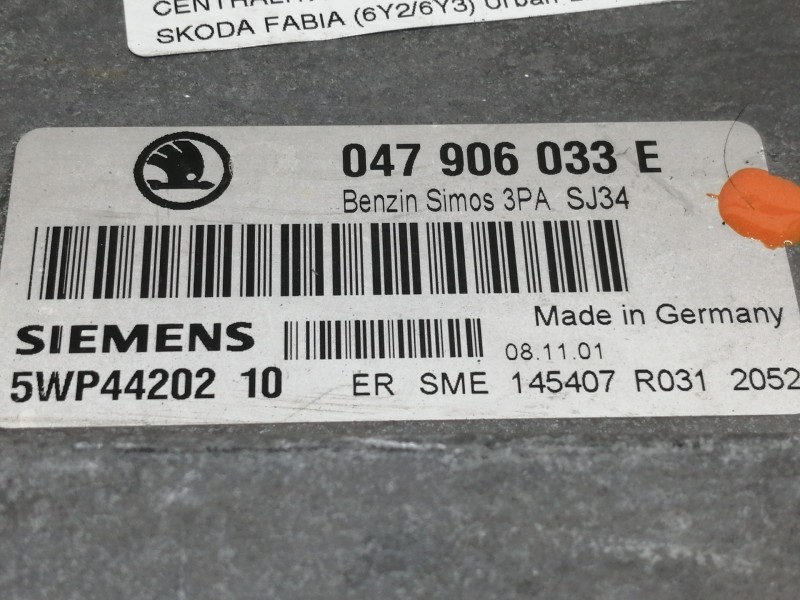 SKODA FABIA (6Y2/6Y3) Urban
047 906 033 E
Benzin Simos 3PA SJ34
Made in Germany
SIEMENS
08.11.01
5WP44202 10 ER SME 145407 R031 2052